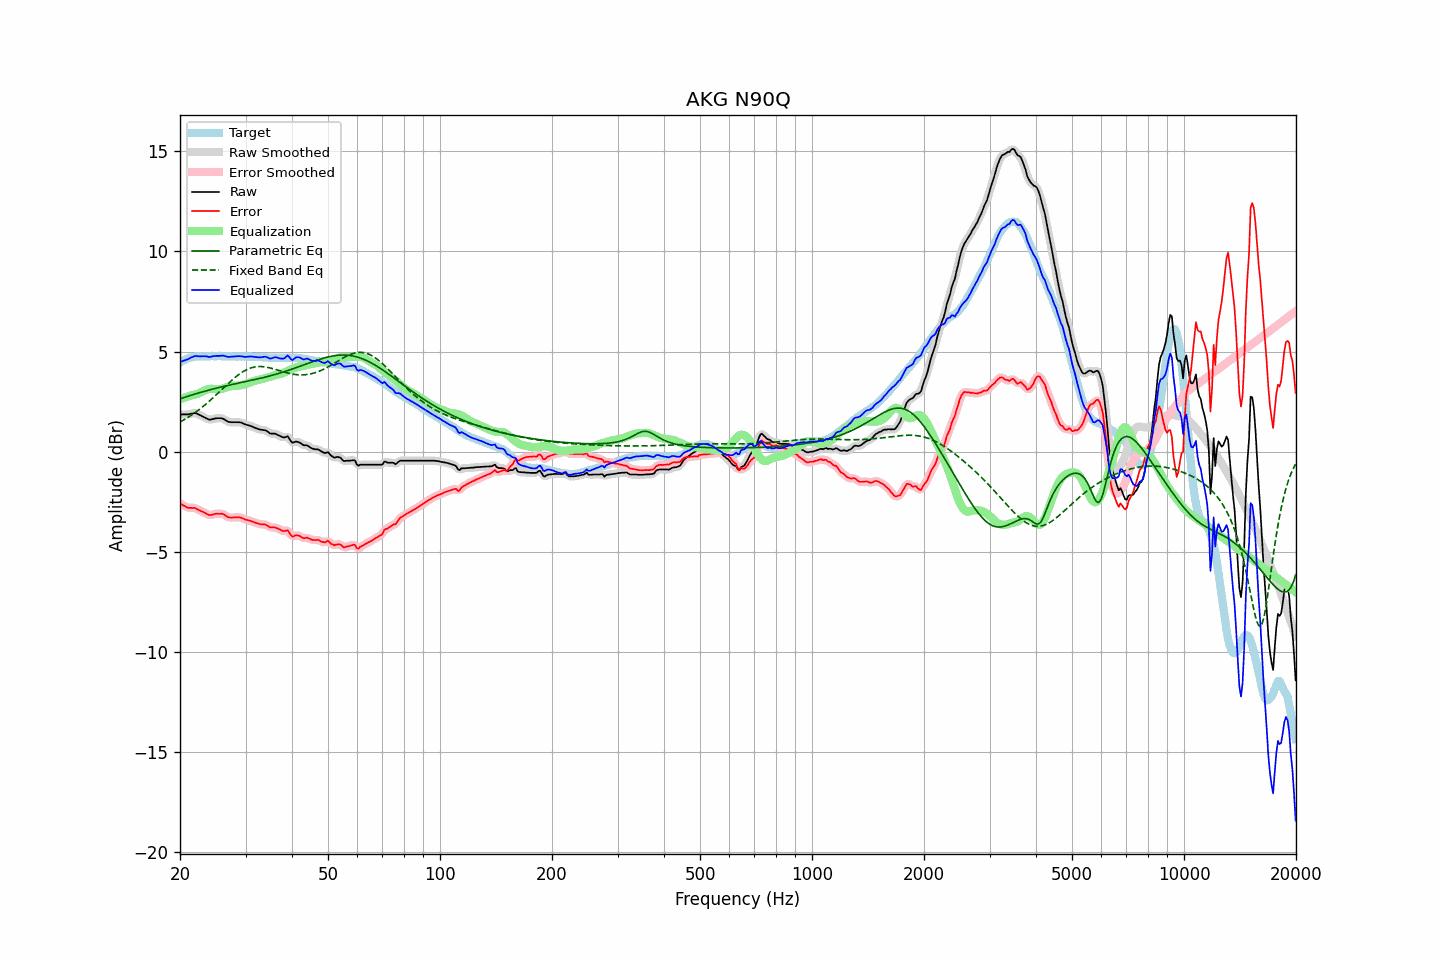 AKG N90Q
Target
Raw Smoothed
Error Smoothed
Raw
Error
Equalization
Parametric Eq
Fixed Band Eq
Equalized
Amplitude (dBr)
15
10
5
0
−5
−10
−15
−20
20 50 100 200 500 1000 2000 5000 10000 20000
Frequency (Hz)